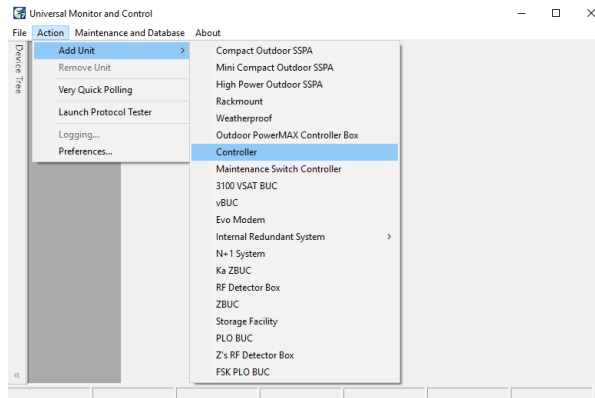 Universal Monitor and Control
File Action Maintenance and Database About
Device Tree
Add Unit
Remove Unit
Very Quick Polling
Launch Protocol Tester
Logging...
Preferences...
Compact Outdoor SSPA
Mini Compact Outdoor SSPA
High Power Outdoor SSPA
Rackmount
Weatherproof
Outdoor PowerMAX Controller Box
Controller
Maintenance Switch Controller
3100 VSAT BUC
vBUC
Evo Modem
Internal Redundant System
N+1 System
Ka ZBUC
RF Detector Box
ZBUC
Storage Facility
PLO BUC
Z's RF Detector Box
FSK PLO BUC